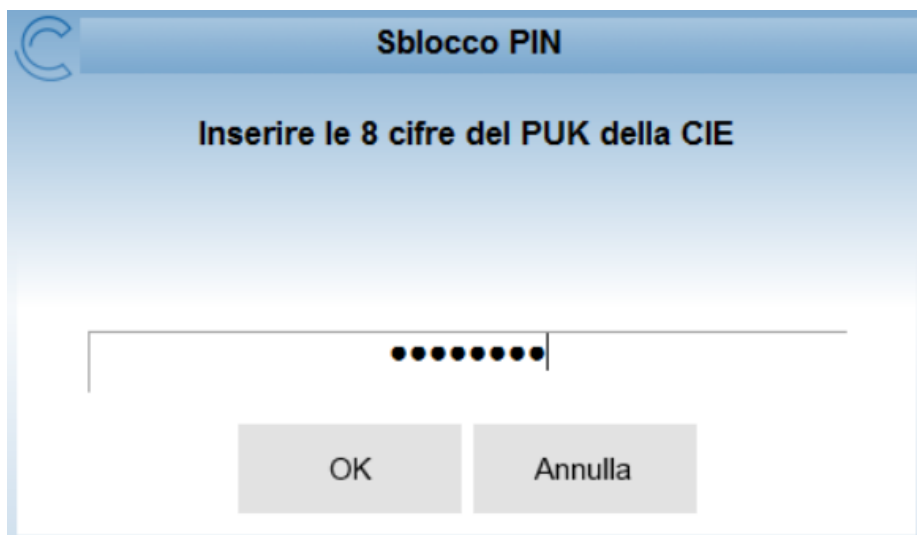 Sblocco PIN
Inserire le 8 cifre del PUK della CIE
●●●●●●●●
OK
Annulla